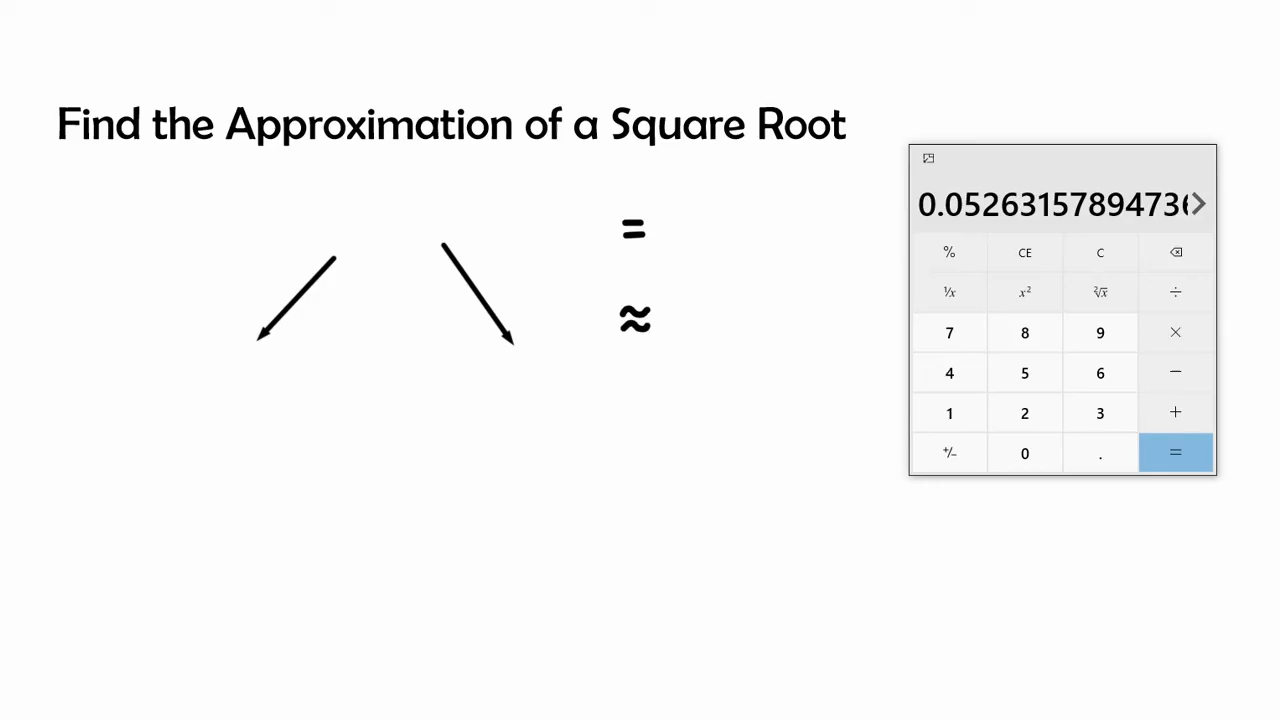 Find the Approximation of a Square Root
=
≈
0.0526315789473
% CE C
¹/x x² ²√x ÷
7 8 9 ×
4 5 6 −
1 2 3 +
+/− 0 . =